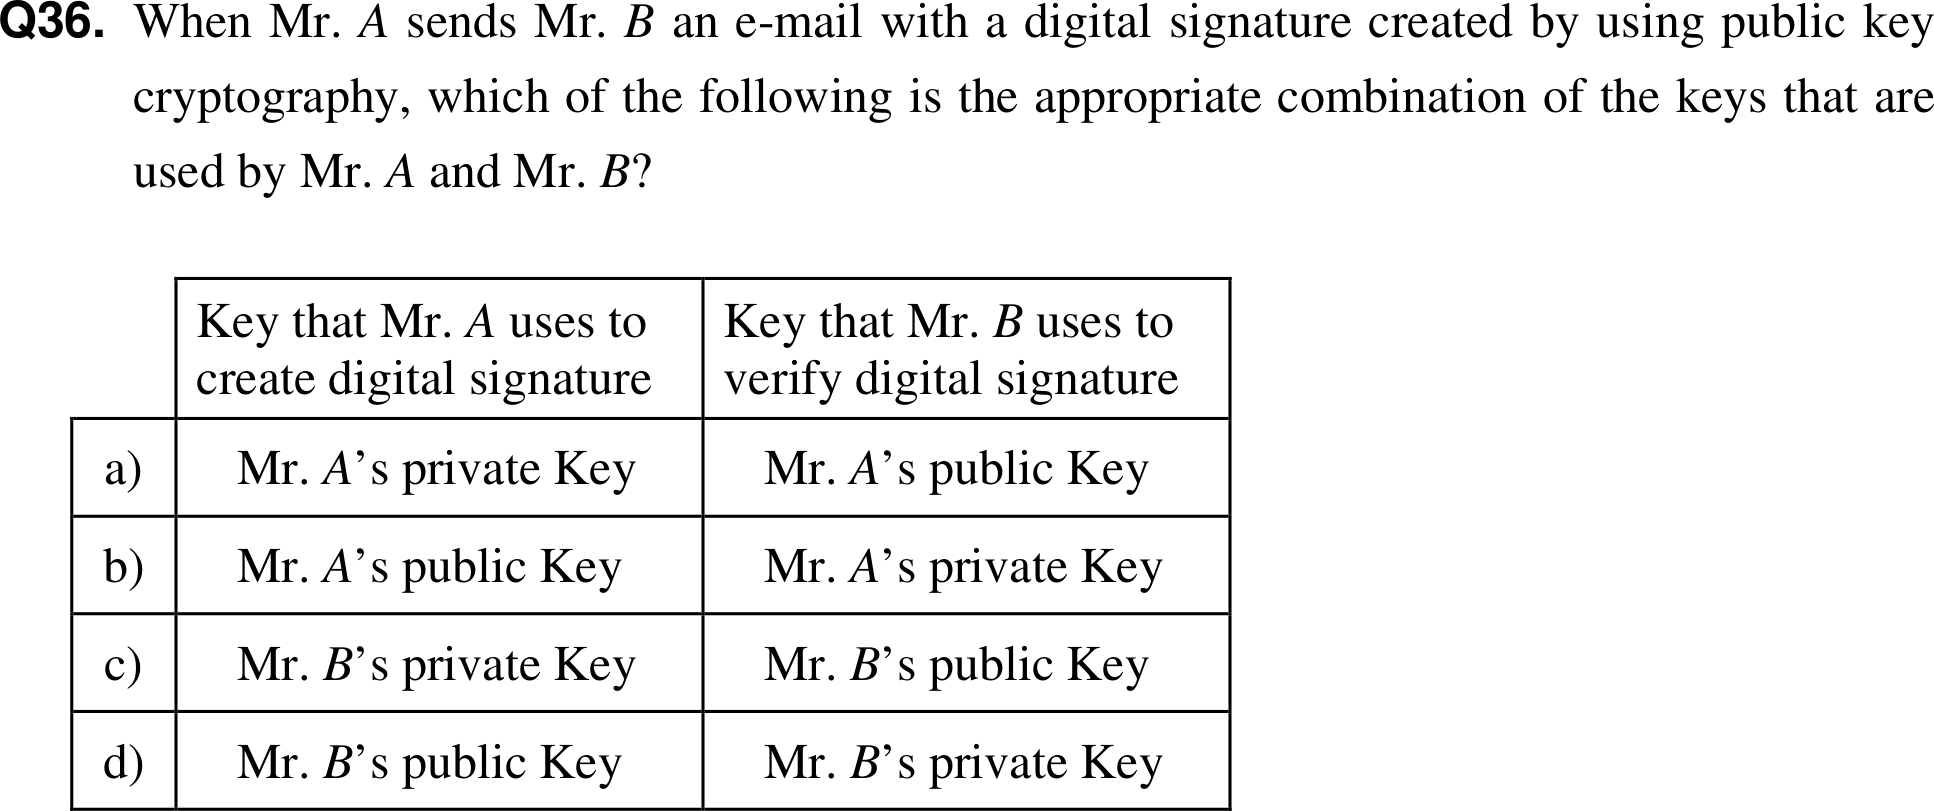 Q36. When Mr. A sends Mr. B an e-mail with a digital signature created by using public key
cryptography, which of the following is the appropriate combination of the keys that are
used by Mr. A and Mr. B?
Key that Mr. A uses to create digital signature Key that Mr. B uses to verify digital signature
a) Mr. A’s private Key Mr. A’s public Key
b) Mr. A’s public Key Mr. A’s private Key
c) Mr. B’s private Key Mr. B’s public Key
d) Mr. B’s public Key Mr. B’s private Key